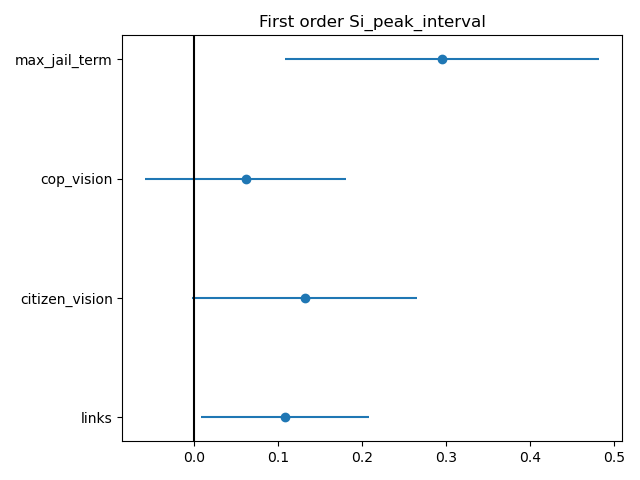 First order Si_peak_interval
max_jail_term
cop_vision
citizen_vision
links
0.0 0.1 0.2 0.3 0.4 0.5